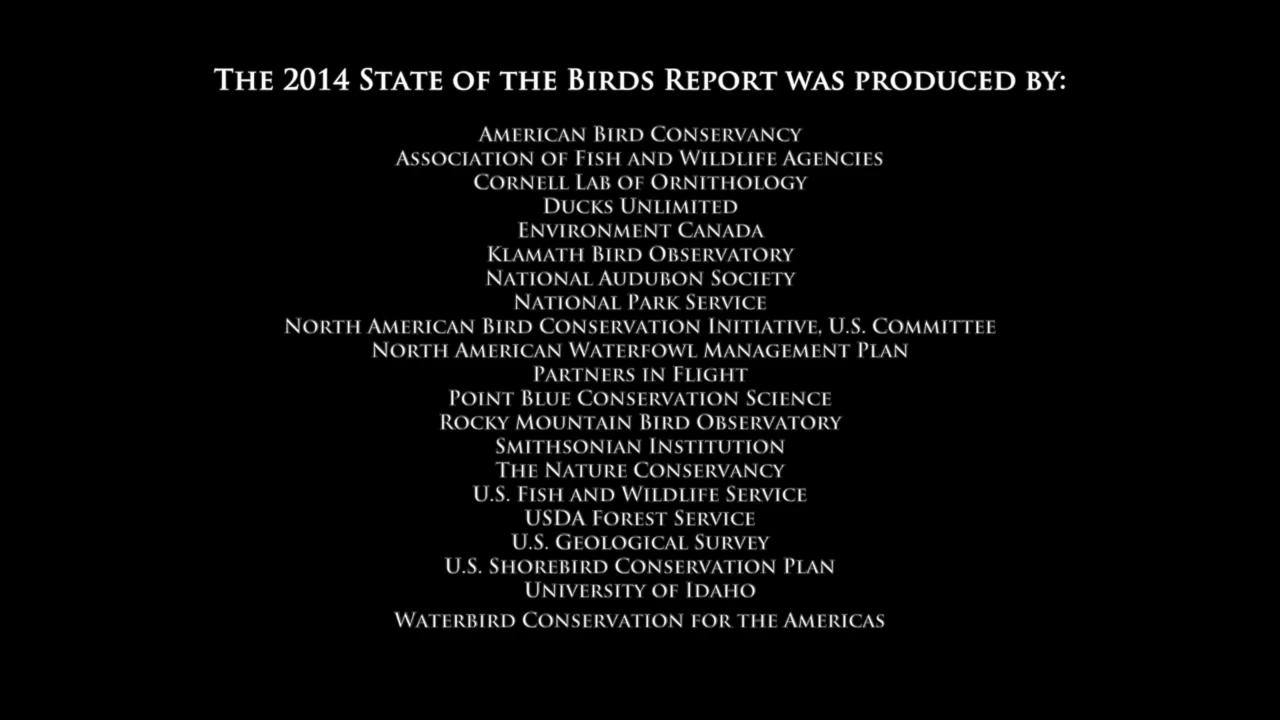 The 2014 State of the Birds Report was produced by:
American Bird Conservancy
Association of Fish and Wildlife Agencies
Cornell Lab of Ornithology
Ducks Unlimited
Environment Canada
Klamath Bird Observatory
National Audubon Society
National Park Service
North American Bird Conservation Initiative, U.S. Committee
North American Waterfowl Management Plan
Partners in Flight
Point Blue Conservation Science
Rocky Mountain Bird Observatory
Smithsonian Institution
The Nature Conservancy
U.S. Fish and Wildlife Service
USDA Forest Service
U.S. Geological Survey
U.S. Shorebird Conservation Plan
University of Idaho
Waterbird Conservation for the Americas